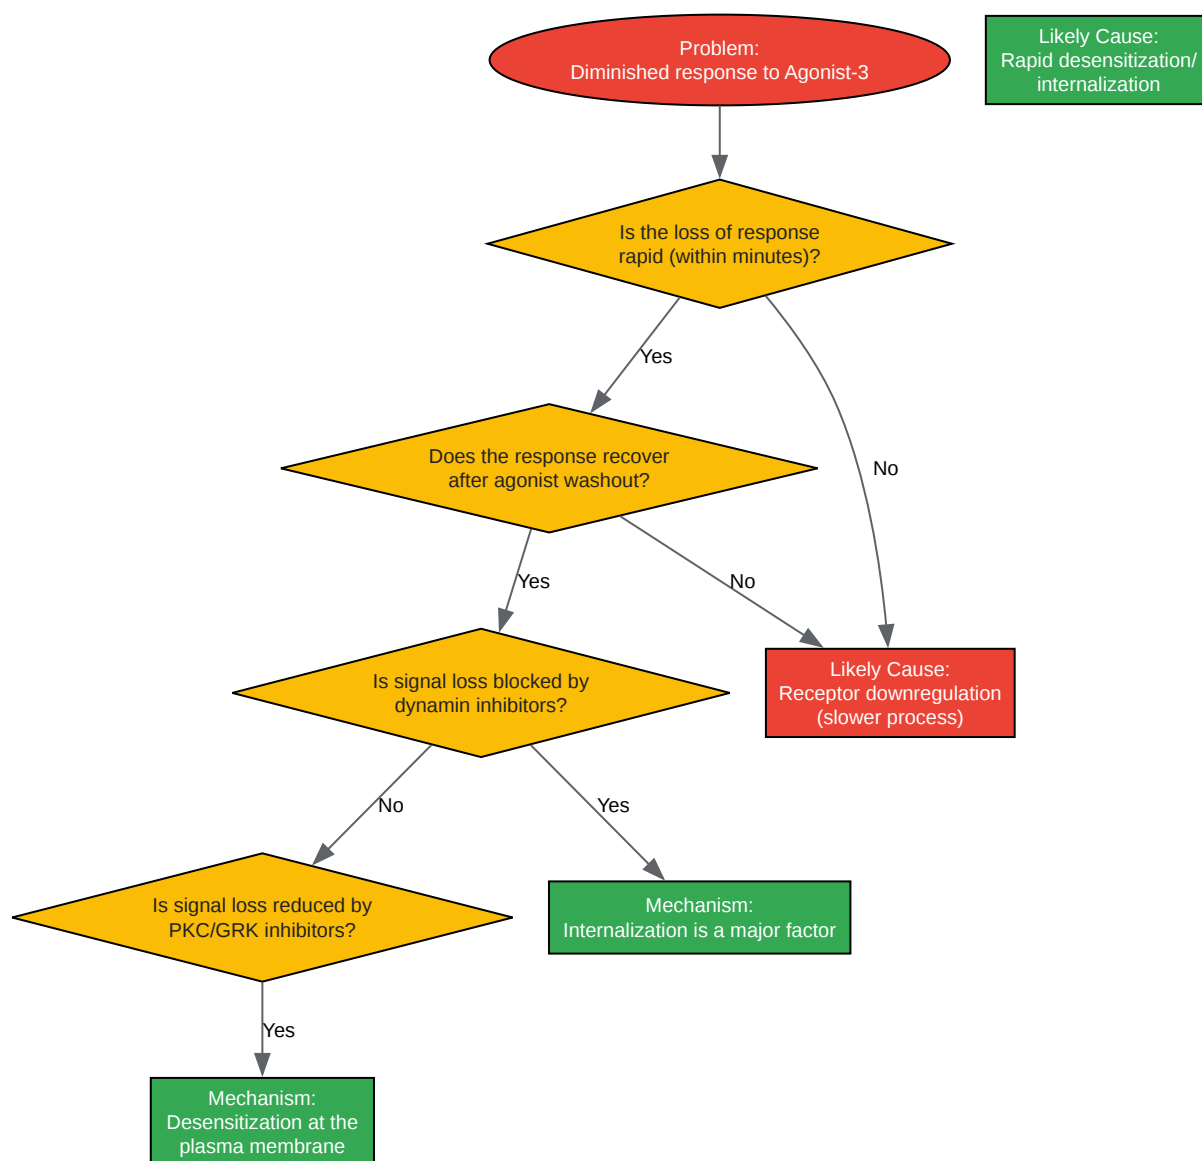 Problem:
Diminished response to Agonist-3
Likely Cause:
Rapid desensitization/
internalization
Is the loss of response
rapid (within minutes)?
Yes
No
Does the response recover
after agonist washout?
Yes
No
Is signal loss blocked by
dynamin inhibitors?
Likely Cause:
Receptor downregulation
(slower process)
No
Yes
Is signal loss reduced by
PKC/GRK inhibitors?
Mechanism:
Internalization is a major factor
Yes
Mechanism:
Desensitization at the
plasma membrane